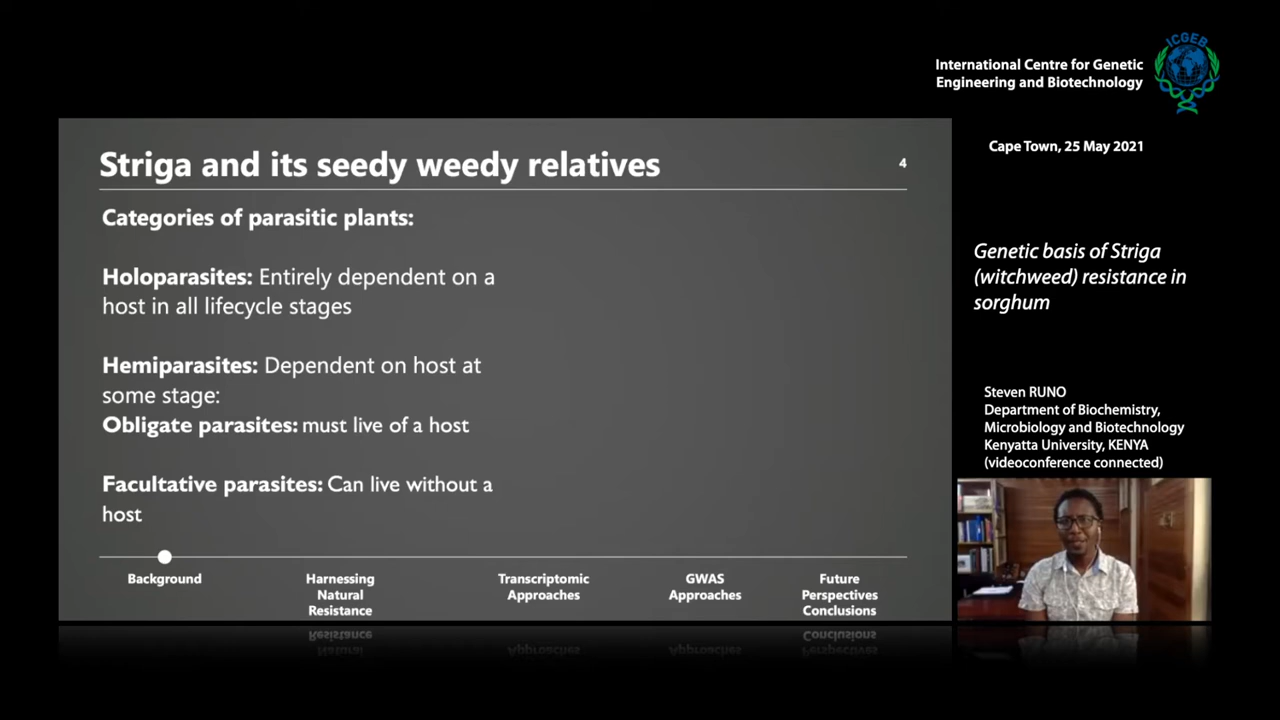 ICGEB
International Centre for Genetic
Engineering and Biotechnology
Cape Town, 25 May 2021
Striga and its seedy weedy relatives
4
Categories of parasitic plants:
Holoparasites: Entirely dependent on a
host in all lifecycle stages
Hemiparasites: Dependent on host at
some stage:
Obligate parasites: must live of a host
Facultative parasites: Can live without a
host
Background
Harnessing
Natural
Resistance
Transcriptomic
Approaches
GWAS
Approaches
Future
Perspectives
Conclusions
Genetic basis of Striga
(witchweed) resistance in
sorghum
Steven RUNO
Department of Biochemistry,
Microbiology and Biotechnology
Kenyatta University, KENYA
(videoconference connected)